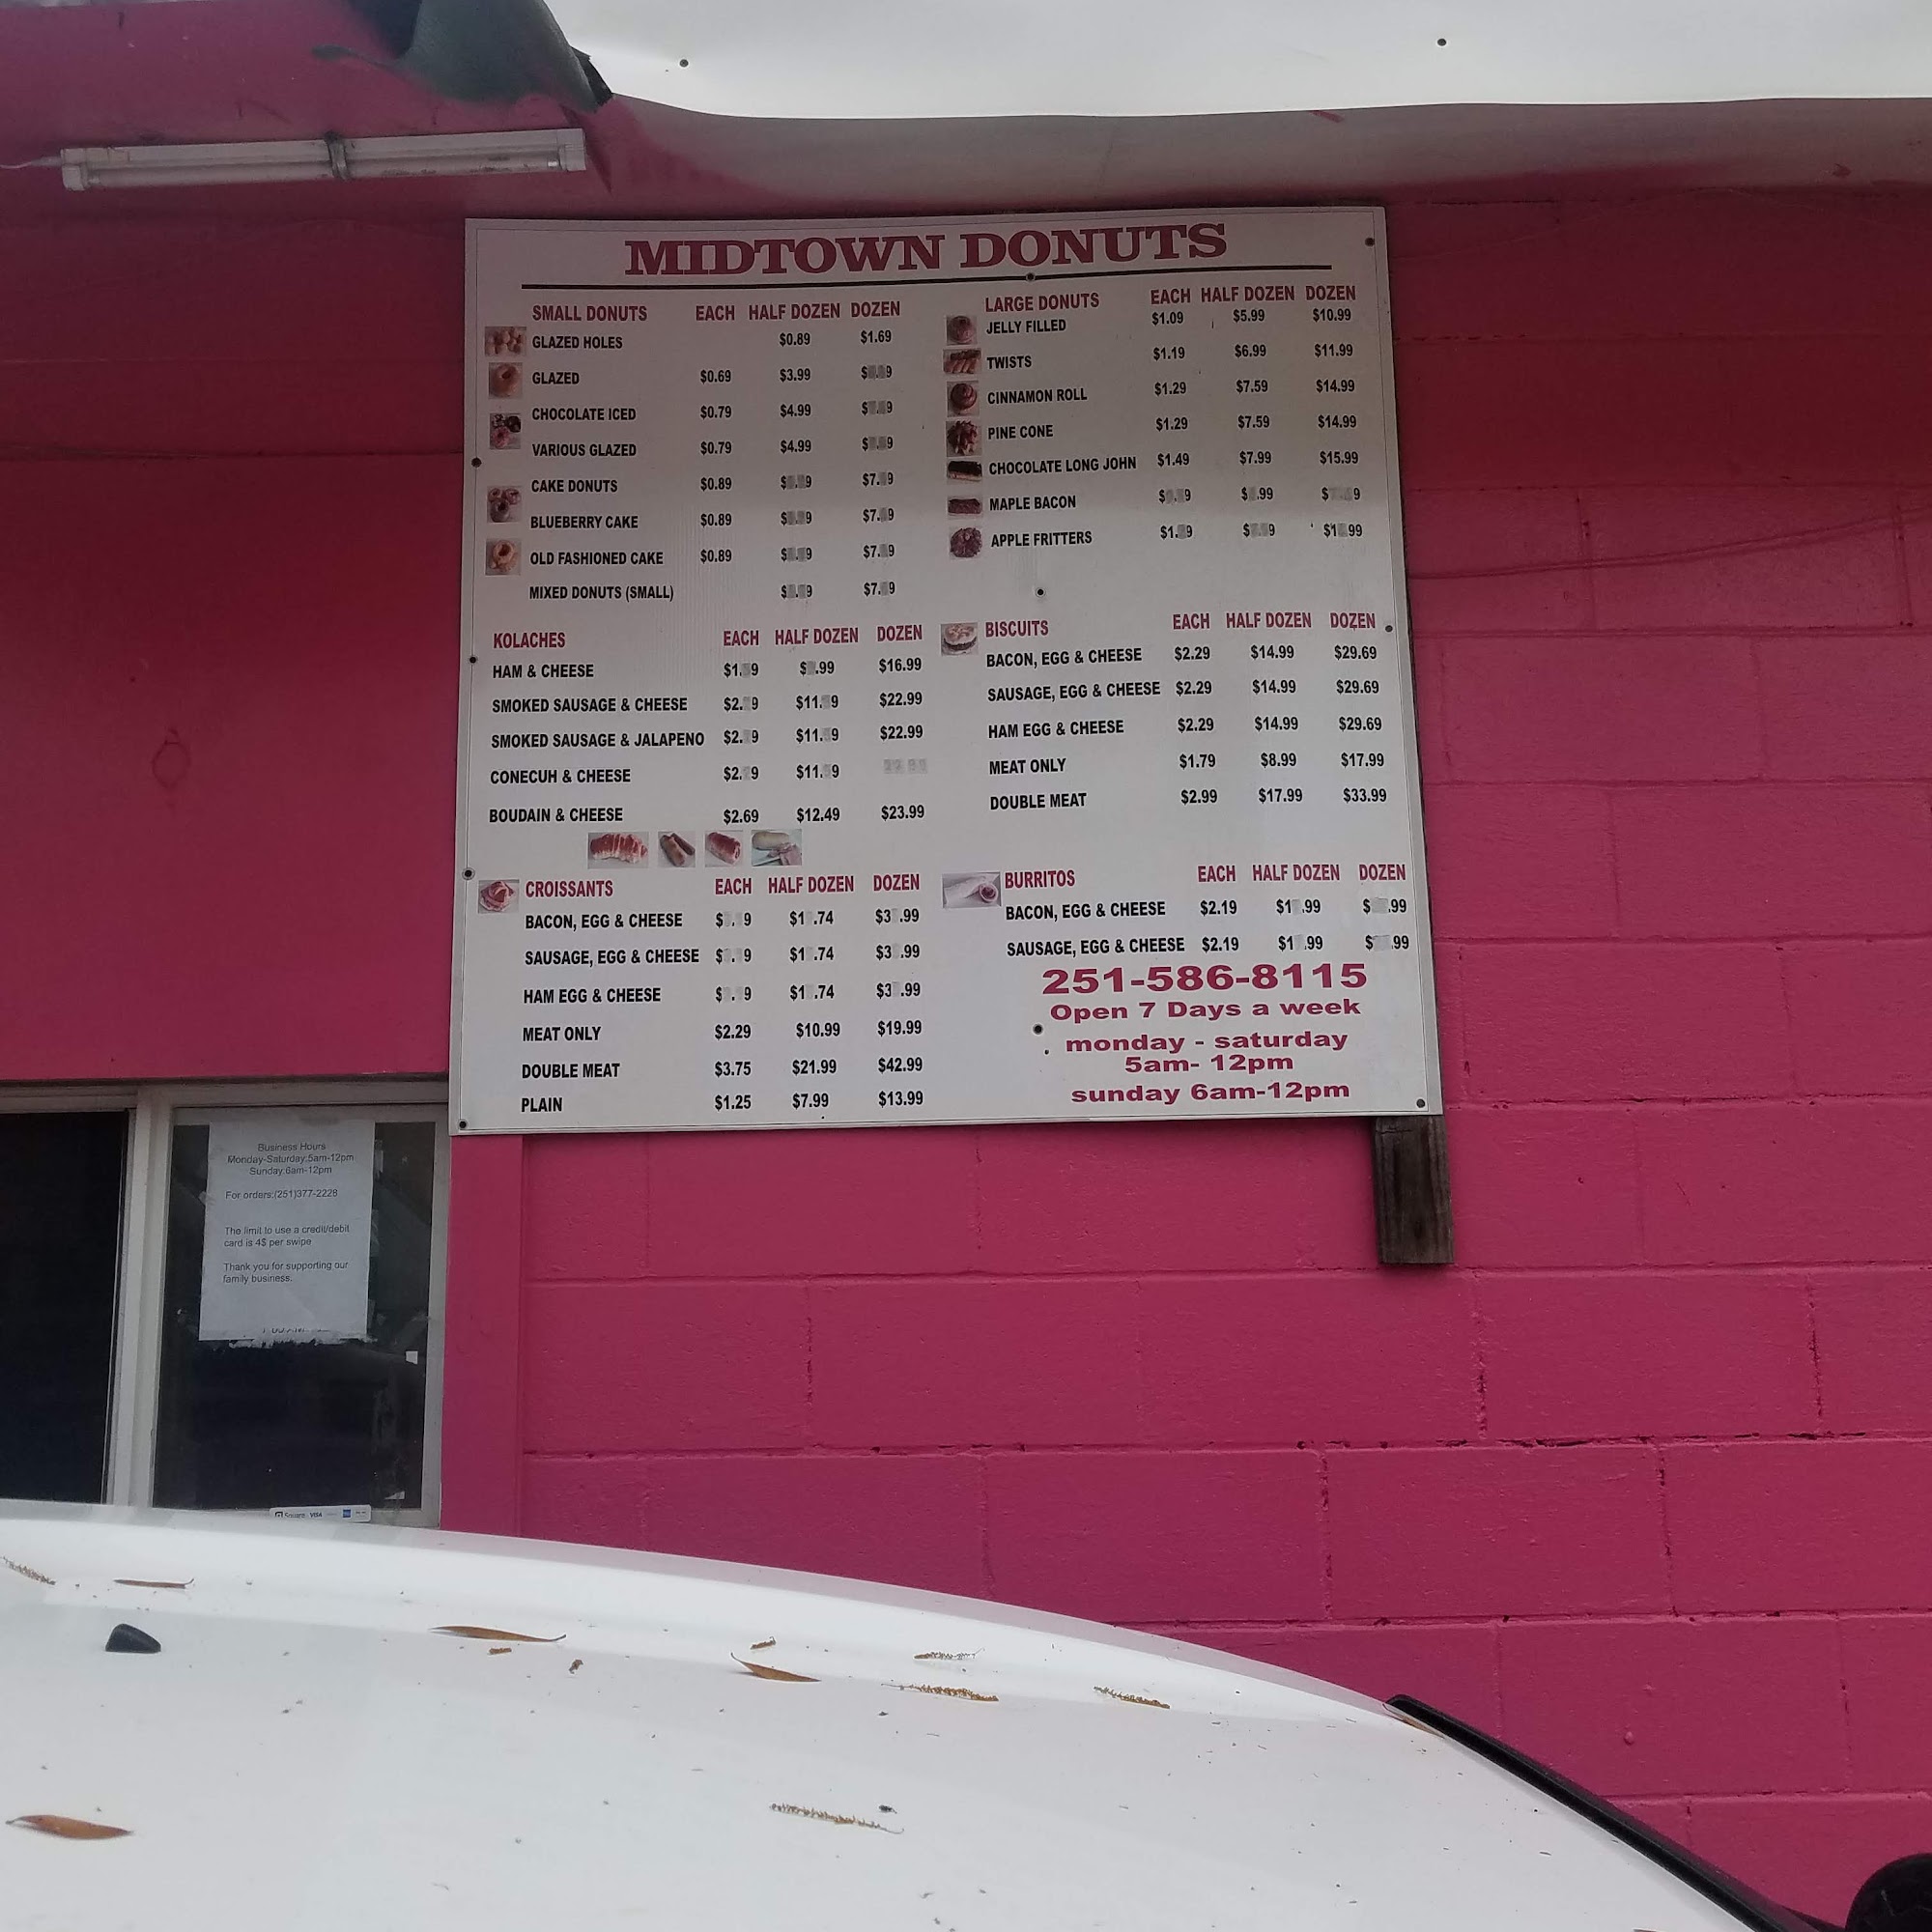 MIDTOWN DONUTS
SMALL DONUTS EACH HALF DOZEN DOZEN
GLAZED HOLES $0.89 $1.69
GLAZED $0.69 $3.99
CHOCOLATE ICED $0.79 $4.99
VARIOUS GLAZED $0.79 $4.99
CAKE DONUTS $0.89
BLUEBERRY CAKE $0.89
OLD FASHIONED CAKE $0.89
MIXED DONUTS (SMALL)
LARGE DONUTS EACH HALF DOZEN DOZEN
JELLY FILLED $1.09 $5.99 $10.99
TWISTS $1.19 $6.99 $11.99
CINNAMON ROLL $1.29 $7.59 $14.99
PINE CONE $1.29 $7.59 $14.99
CHOCOLATE LONG JOHN $1.49 $7.99 $15.99
MAPLE BACON
APPLE FRITTERS
KOLACHES EACH HALF DOZEN DOZEN
HAM & CHEESE $16.99
SMOKED SAUSAGE & CHEESE $22.99
SMOKED SAUSAGE & JALAPENO $22.99
CONECUH & CHEESE
BOUDAIN & CHEESE $2.69 $12.49 $23.99
BISCUITS EACH HALF DOZEN DOZEN
BACON, EGG & CHEESE $2.29 $14.99 $29.69
SAUSAGE, EGG & CHEESE $2.29 $14.99 $29.69
HAM EGG & CHEESE $2.29 $14.99 $29.69
MEAT ONLY $1.79 $8.99 $17.99
DOUBLE MEAT $2.99 $17.99 $33.99
CROISSANTS EACH HALF DOZEN DOZEN
BACON, EGG & CHEESE
SAUSAGE, EGG & CHEESE
HAM EGG & CHEESE
MEAT ONLY $2.29 $10.99 $19.99
DOUBLE MEAT $3.75 $21.99 $42.99
PLAIN $1.25 $7.99 $13.99
BURRITOS EACH HALF DOZEN DOZEN
BACON, EGG & CHEESE $2.19
SAUSAGE, EGG & CHEESE $2.19
251-586-8115
Open 7 Days a week
monday - saturday
5am- 12pm
sunday 6am-12pm
Business Hours
Monday-Saturday:5am-12pm
Sunday:6am-12pm
For orders:(251)377-2228
The limit to use a credit/debit
card is 4$ per swipe
Thank you for supporting our
family business.
Square VISA